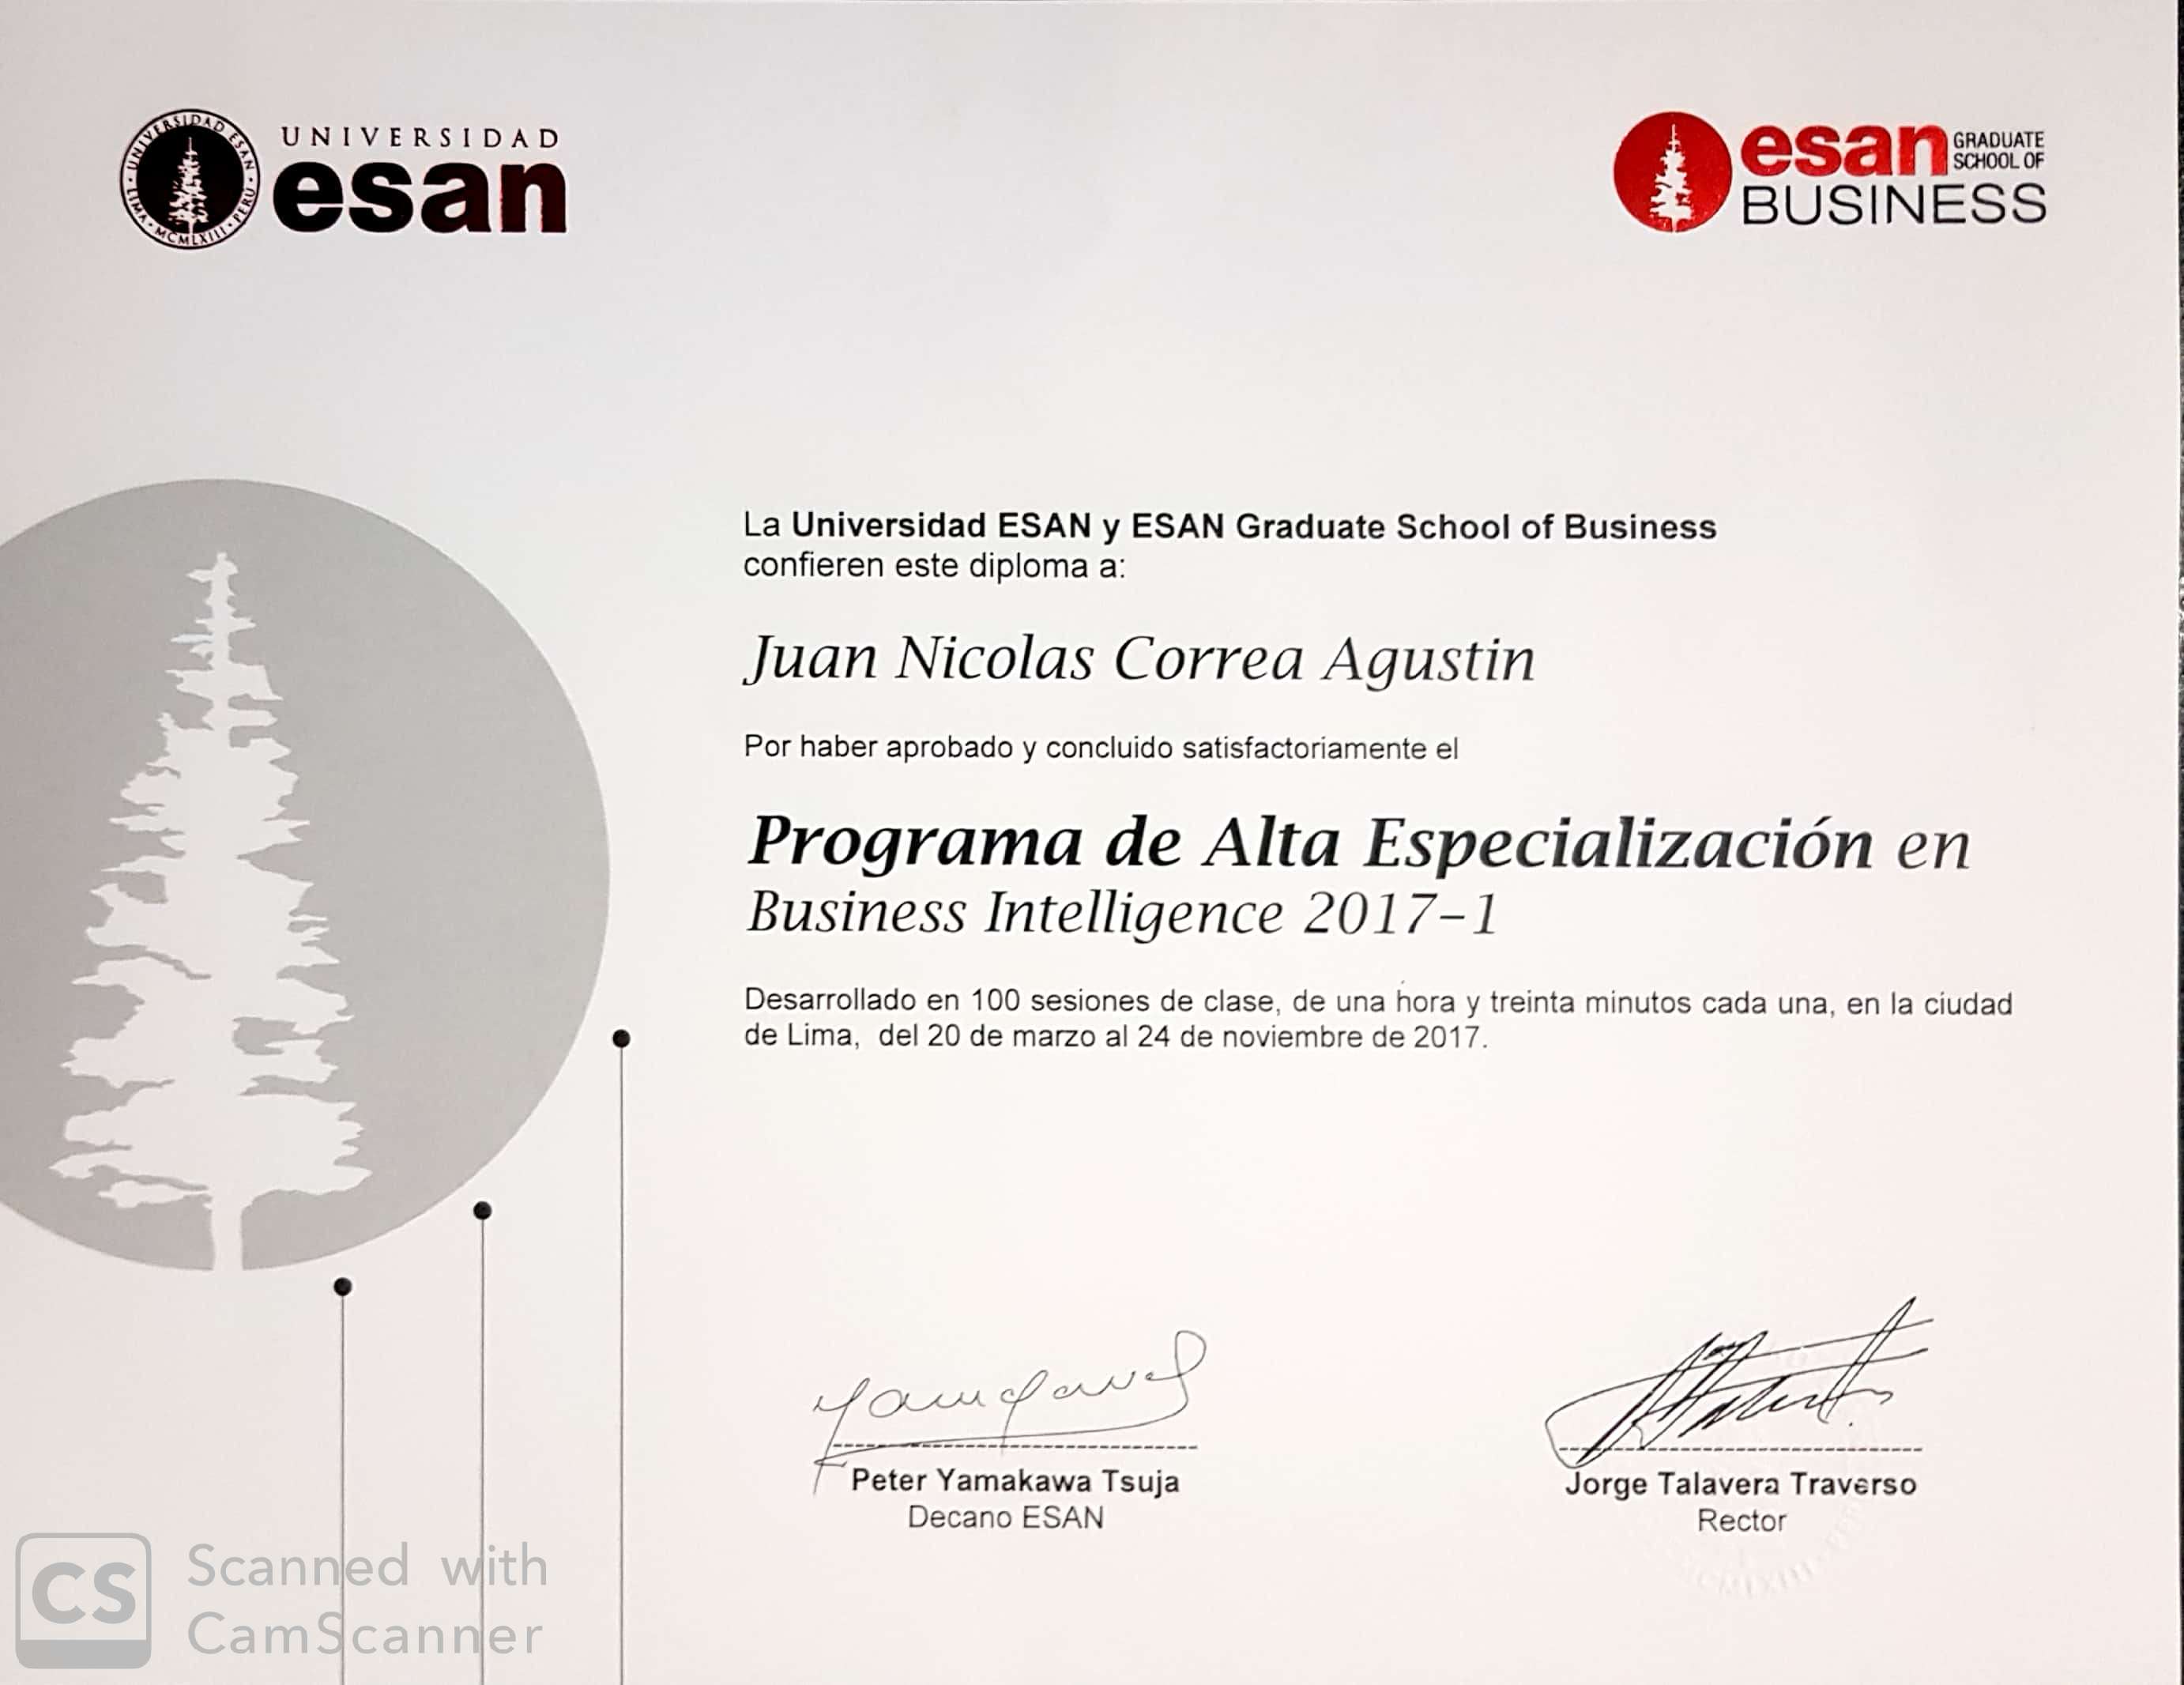 UNIVERSIDAD ESAN · LIMA · MCMLXIII · PERÚ ·
UNIVERSIDAD
esan
esan GRADUATE
SCHOOL OF
BUSINESS
La Universidad ESAN y ESAN Graduate School of Business
confieren este diploma a:
Juan Nicolas Correa Agustin
Por haber aprobado y concluido satisfactoriamente el
Programa de Alta Especialización en
Business Intelligence 2017-1
Desarrollado en 100 sesiones de clase, de una hora y treinta minutos cada una, en la ciudad
de Lima, del 20 de marzo al 24 de noviembre de 2017.
Peter Yamakawa Tsuja
Decano ESAN
Jorge Talavera Traverso
Rector
MCMLXIII
CS
Scanned with
CamScanner